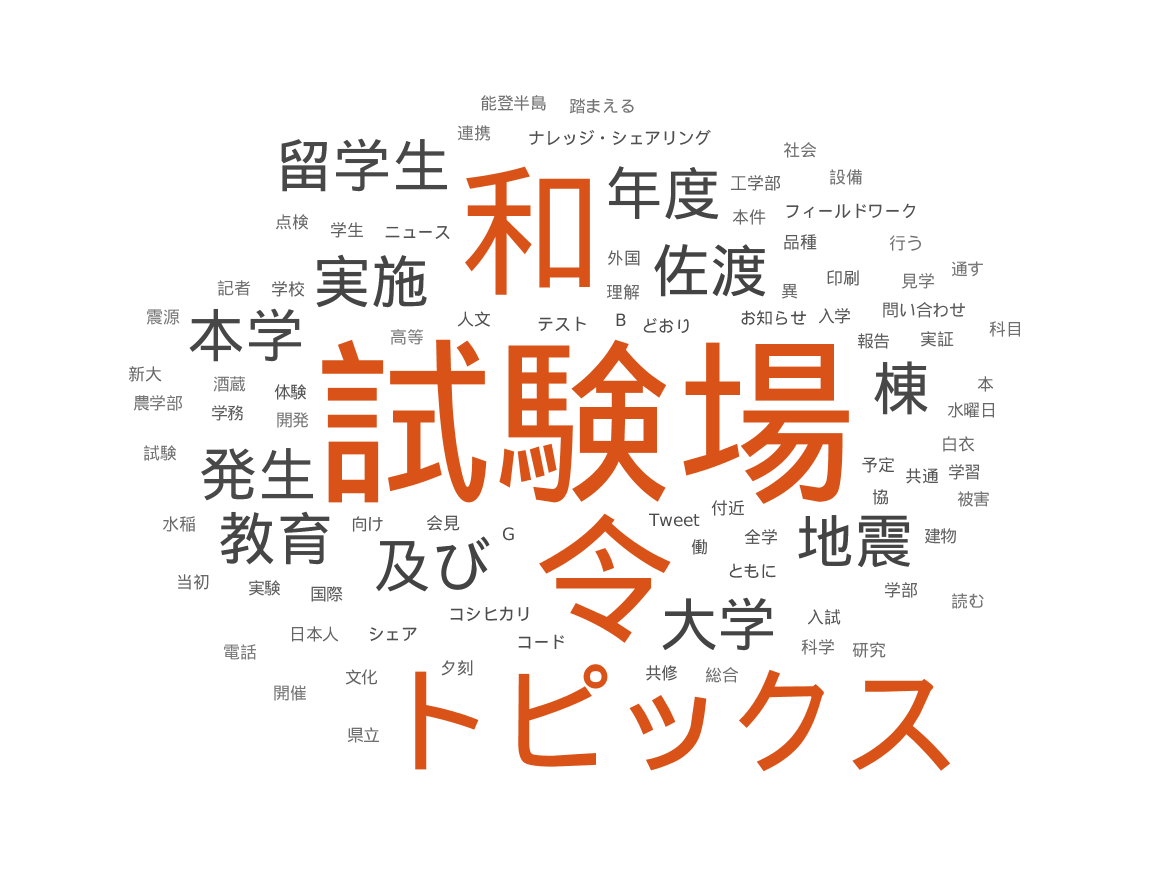 能登半島
踏まえる
連携
ナレッジ・シェアリング
社会
留学生
和
年度
工学部
設備
点検
学生
ニュース
本件
フィールドワーク
実施
外国
佐渡
品種
行う
記者
学校
理解
異
印刷
見学
通す
震源
本学
高等
人文
テスト
B
どおり
お知らせ
入学
問い合わせ
報告
実証
科目
新大
農学部
酒蔵
学務
体験
開発
試験場
棟
本
水曜日
試験
発生
白衣
予定
共通
学習
協
被害
水稲
教育
向け
会見
及び
G
令
Tweet
付近
働
全学
ともに
地震
建物
当初
実験
国際
コシヒカリ
大学
入試
学部
読む
電話
日本人
シェア
コード
科学
研究
開催
文化
夕刻
共修
総合
県立
トピックス